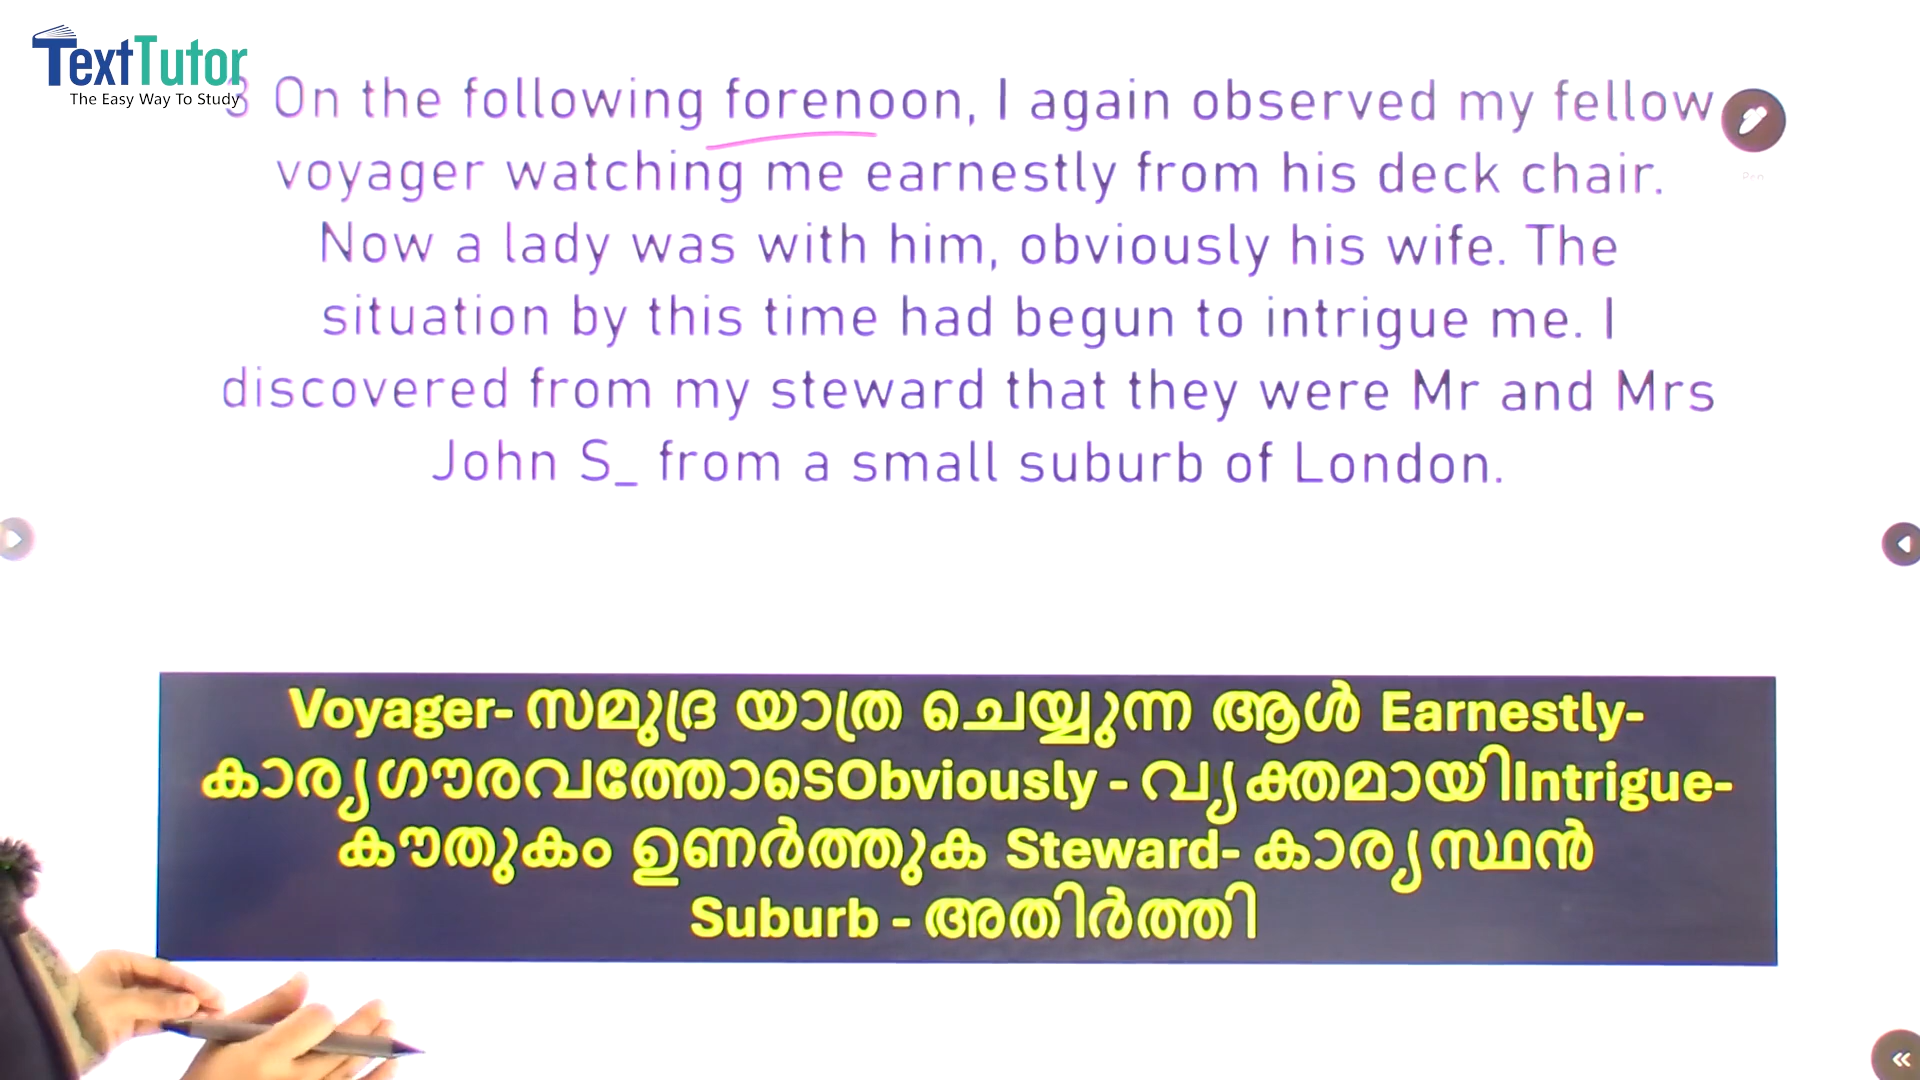 TextTutor
The Easy Way To Study
3 On the following forenoon, I again observed my fellow
voyager watching me earnestly from his deck chair.
Now a lady was with him, obviously his wife. The
situation by this time had begun to intrigue me. I
discovered from my steward that they were Mr and Mrs
John S_ from a small suburb of London.
Pen
Voyager- സമുദ്ര യാത്ര ചെയ്യുന്ന ആൾ Earnestly-
കാര്യഗൗരവത്തോടെSObviously - വ്യക്തമായിIntrigue-
കൗതുകം ഉണർത്തുക Steward- കാര്യസ്ഥൻ
Suburb - അതിർത്തി